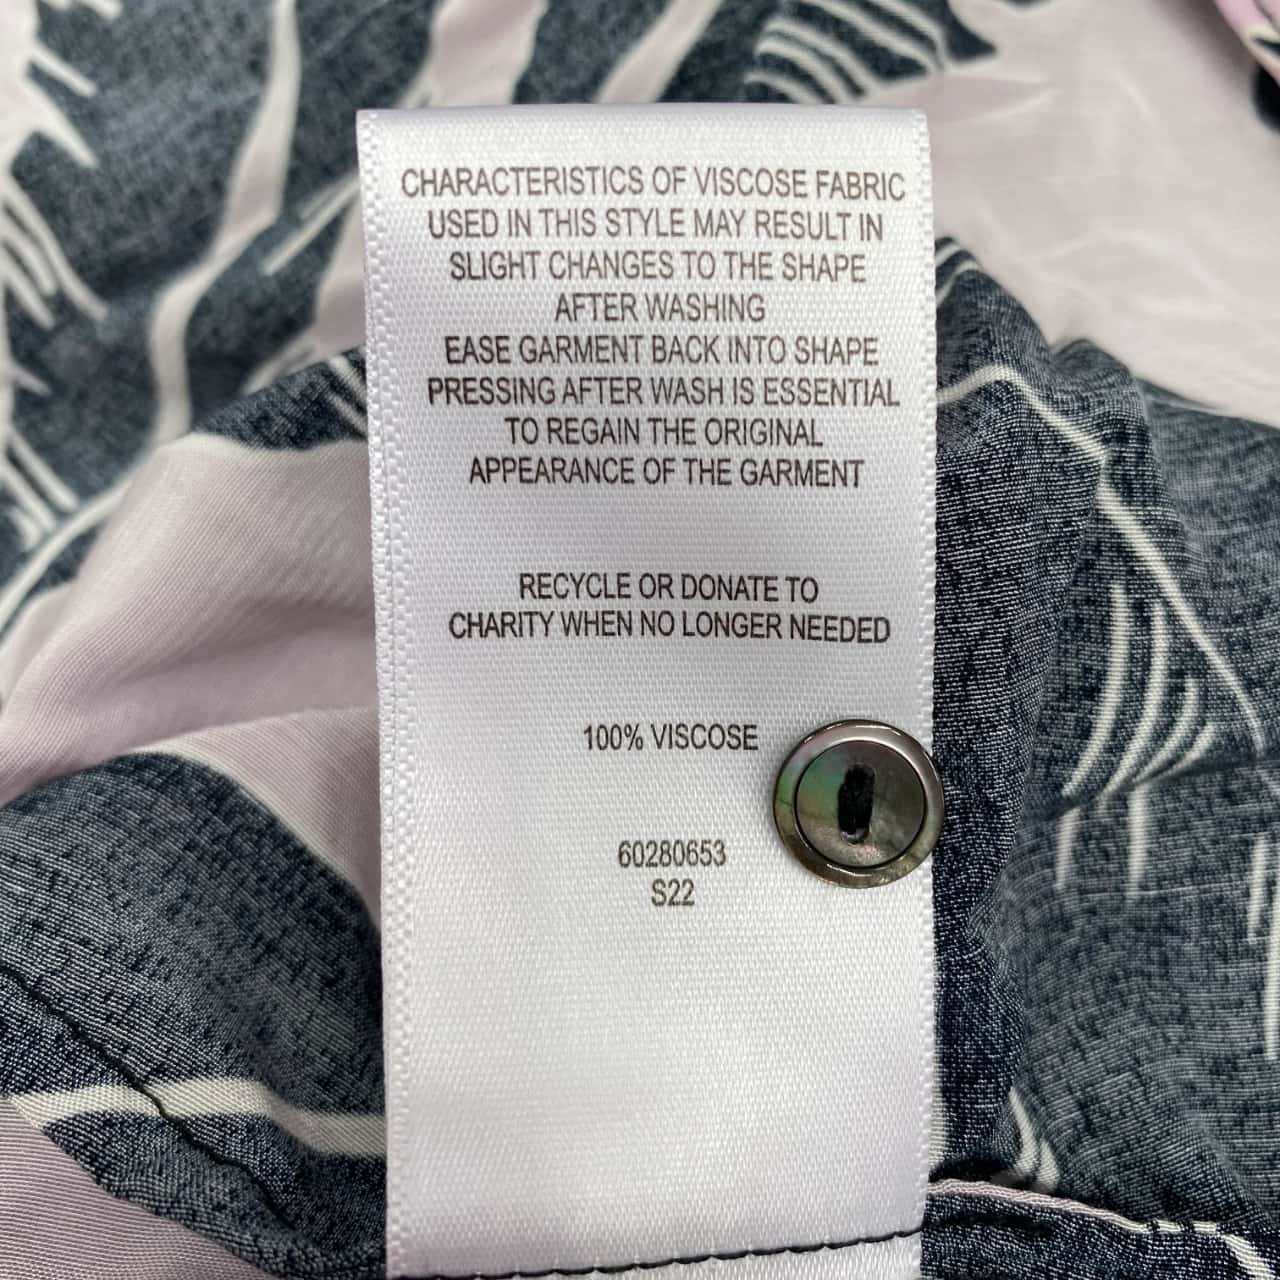 CHARACTERISTICS OF VISCOSE FABRIC
USED IN THIS STYLE MAY RESULT IN
SLIGHT CHANGES TO THE SHAPE
AFTER WASHING
EASE GARMENT BACK INTO SHAPE
PRESSING AFTER WASH IS ESSENTIAL
TO REGAIN THE ORIGINAL
APPEARANCE OF THE GARMENT
RECYCLE OR DONATE TO
CHARITY WHEN NO LONGER NEEDED
100% VISCOSE
60280653
S22